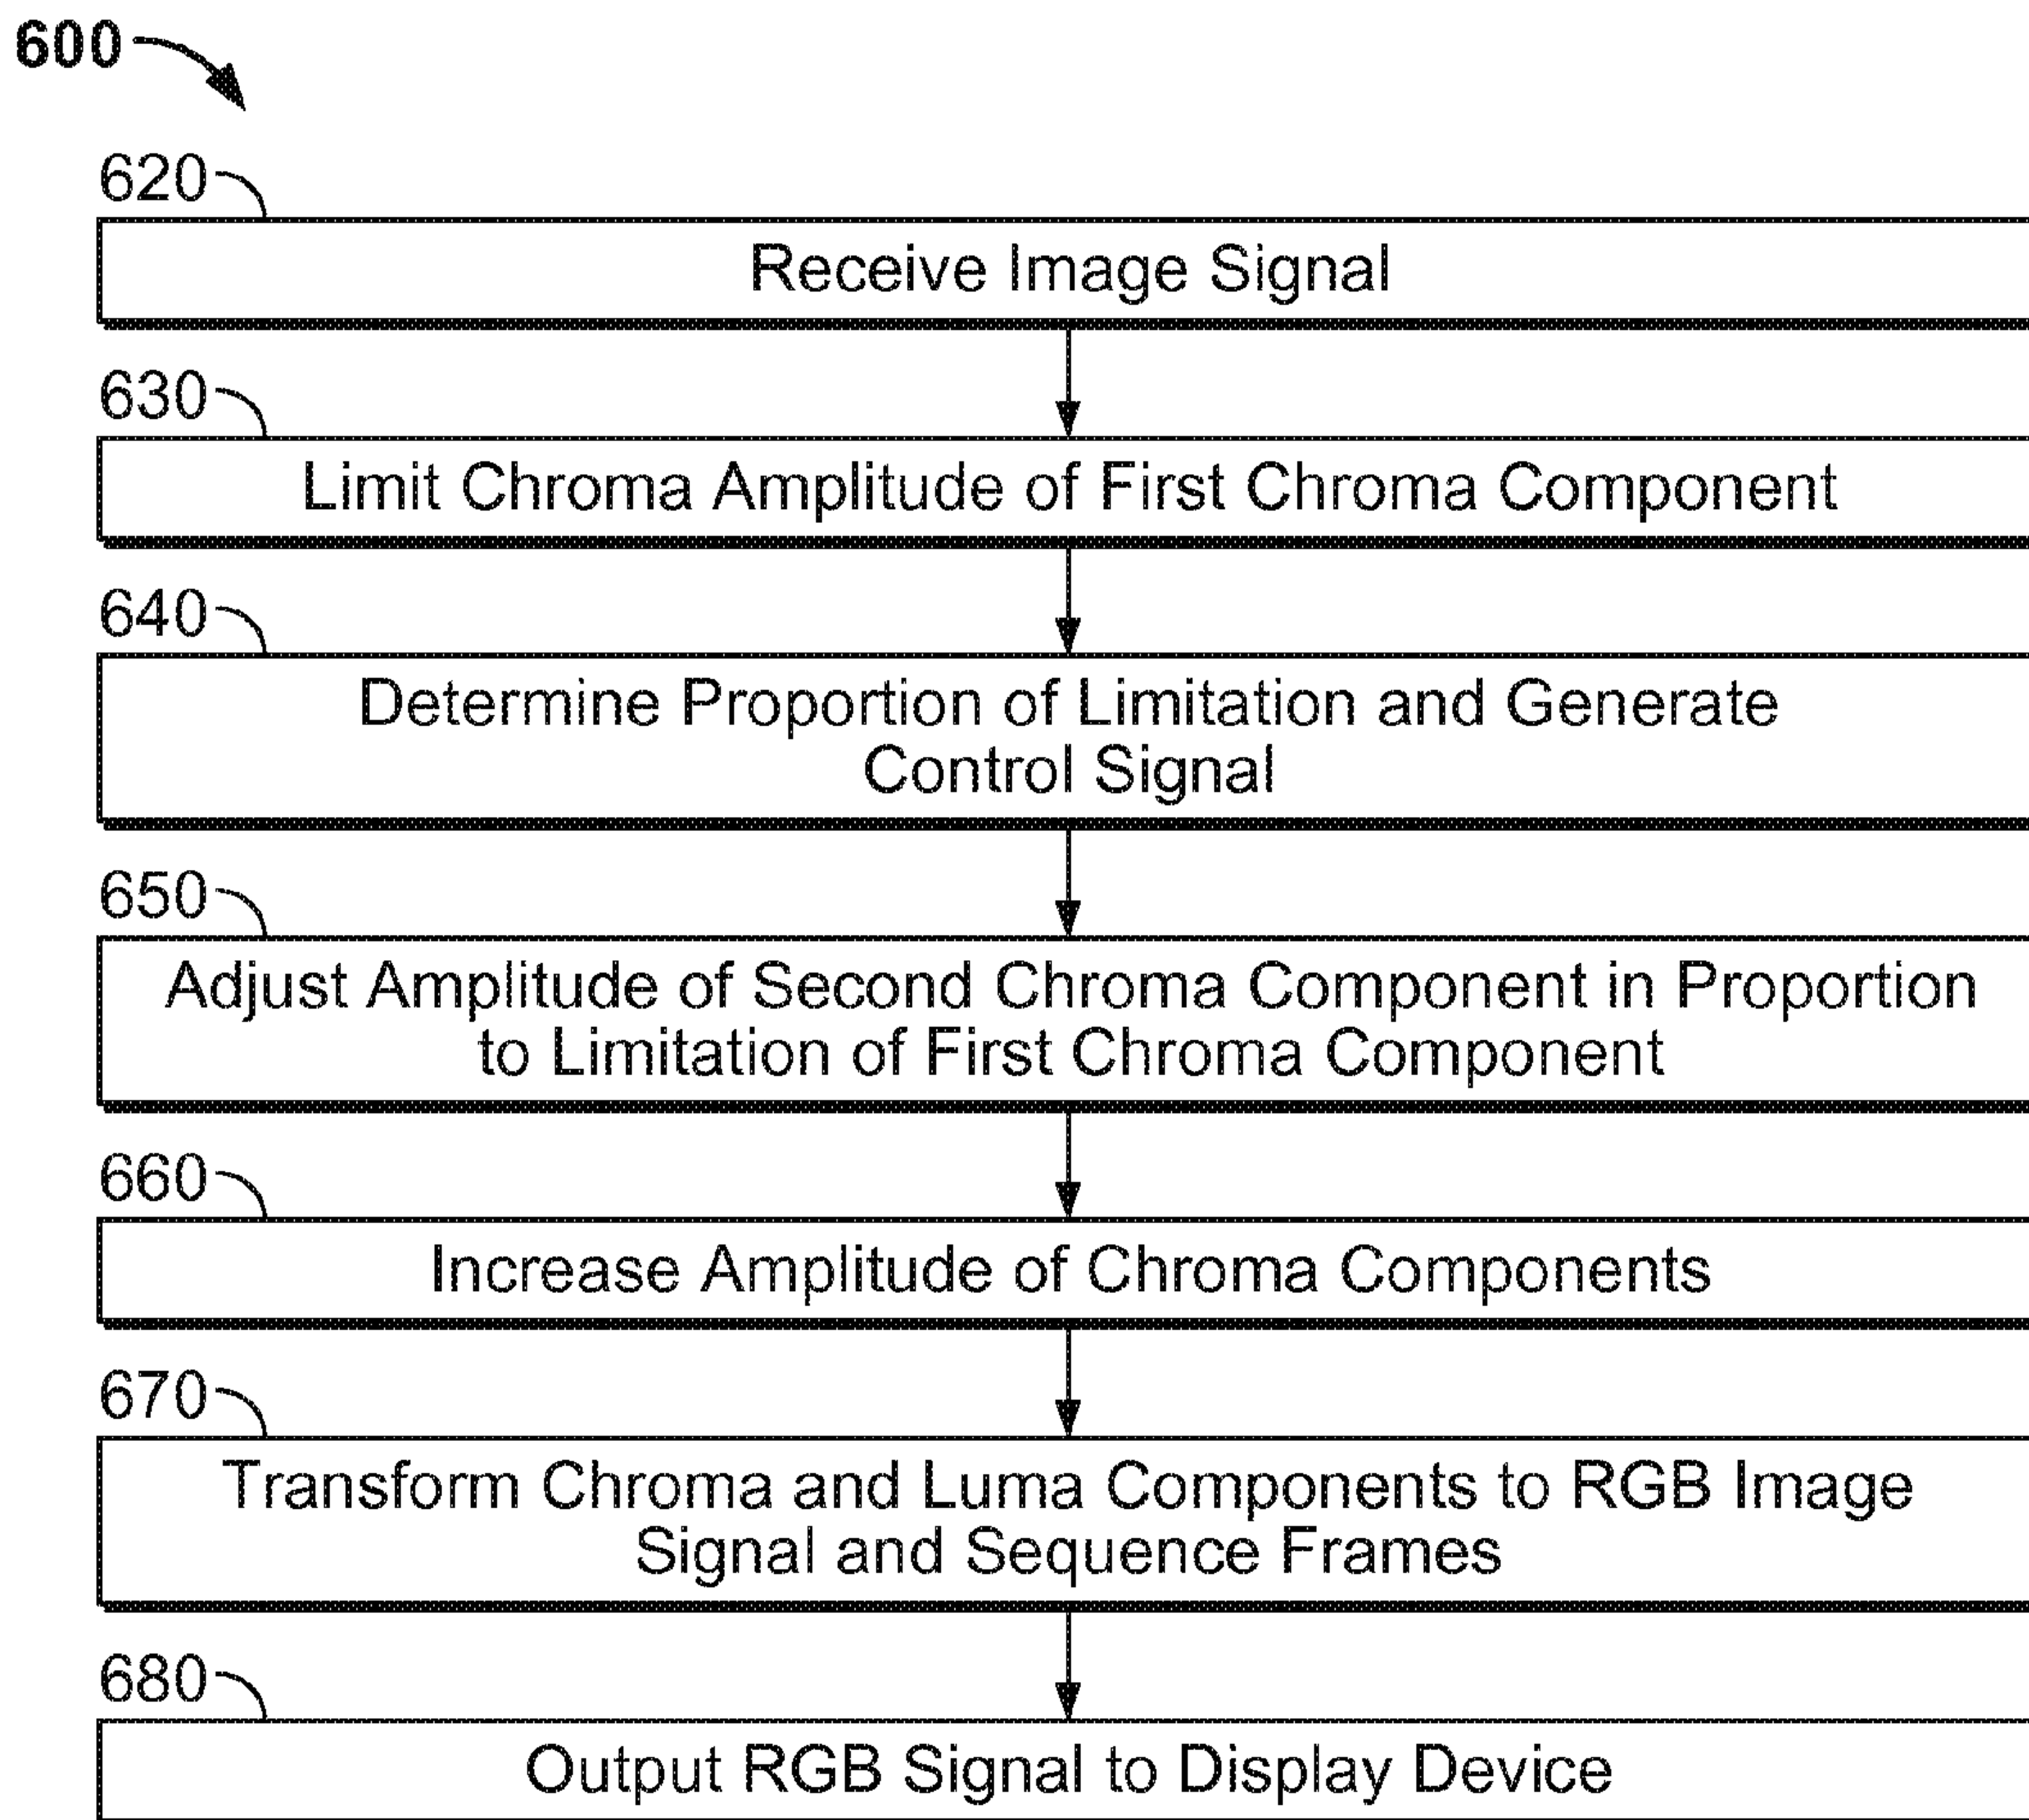 600
620
Receive Image Signal
630
Limit Chroma Amplitude of First Chroma Component
640
Determine Proportion of Limitation and Generate
Control Signal
650
Adjust Amplitude of Second Chroma Component in Proportion
to Limitation of First Chroma Component
660
Increase Amplitude of Chroma Components
670
Transform Chroma and Luma Components to RGB Image
Signal and Sequence Frames
680
Output RGB Signal to Display Device